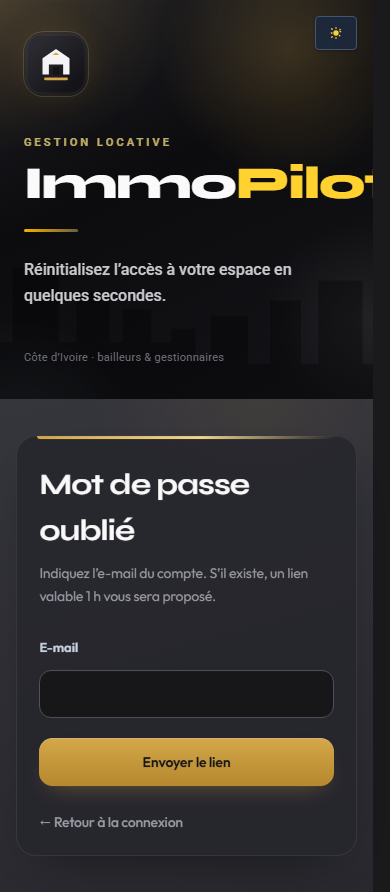 GESTION LOCATIVE
ImmoPilot
Réinitialisez l’accès à votre espace en
quelques secondes.
Côte d’Ivoire · bailleurs & gestionnaires
Mot de passe
oublié
Indiquez l’e-mail du compte. S’il existe, un lien
valable 1 h vous sera proposé.
E-mail
Envoyer le lien
← Retour à la connexion